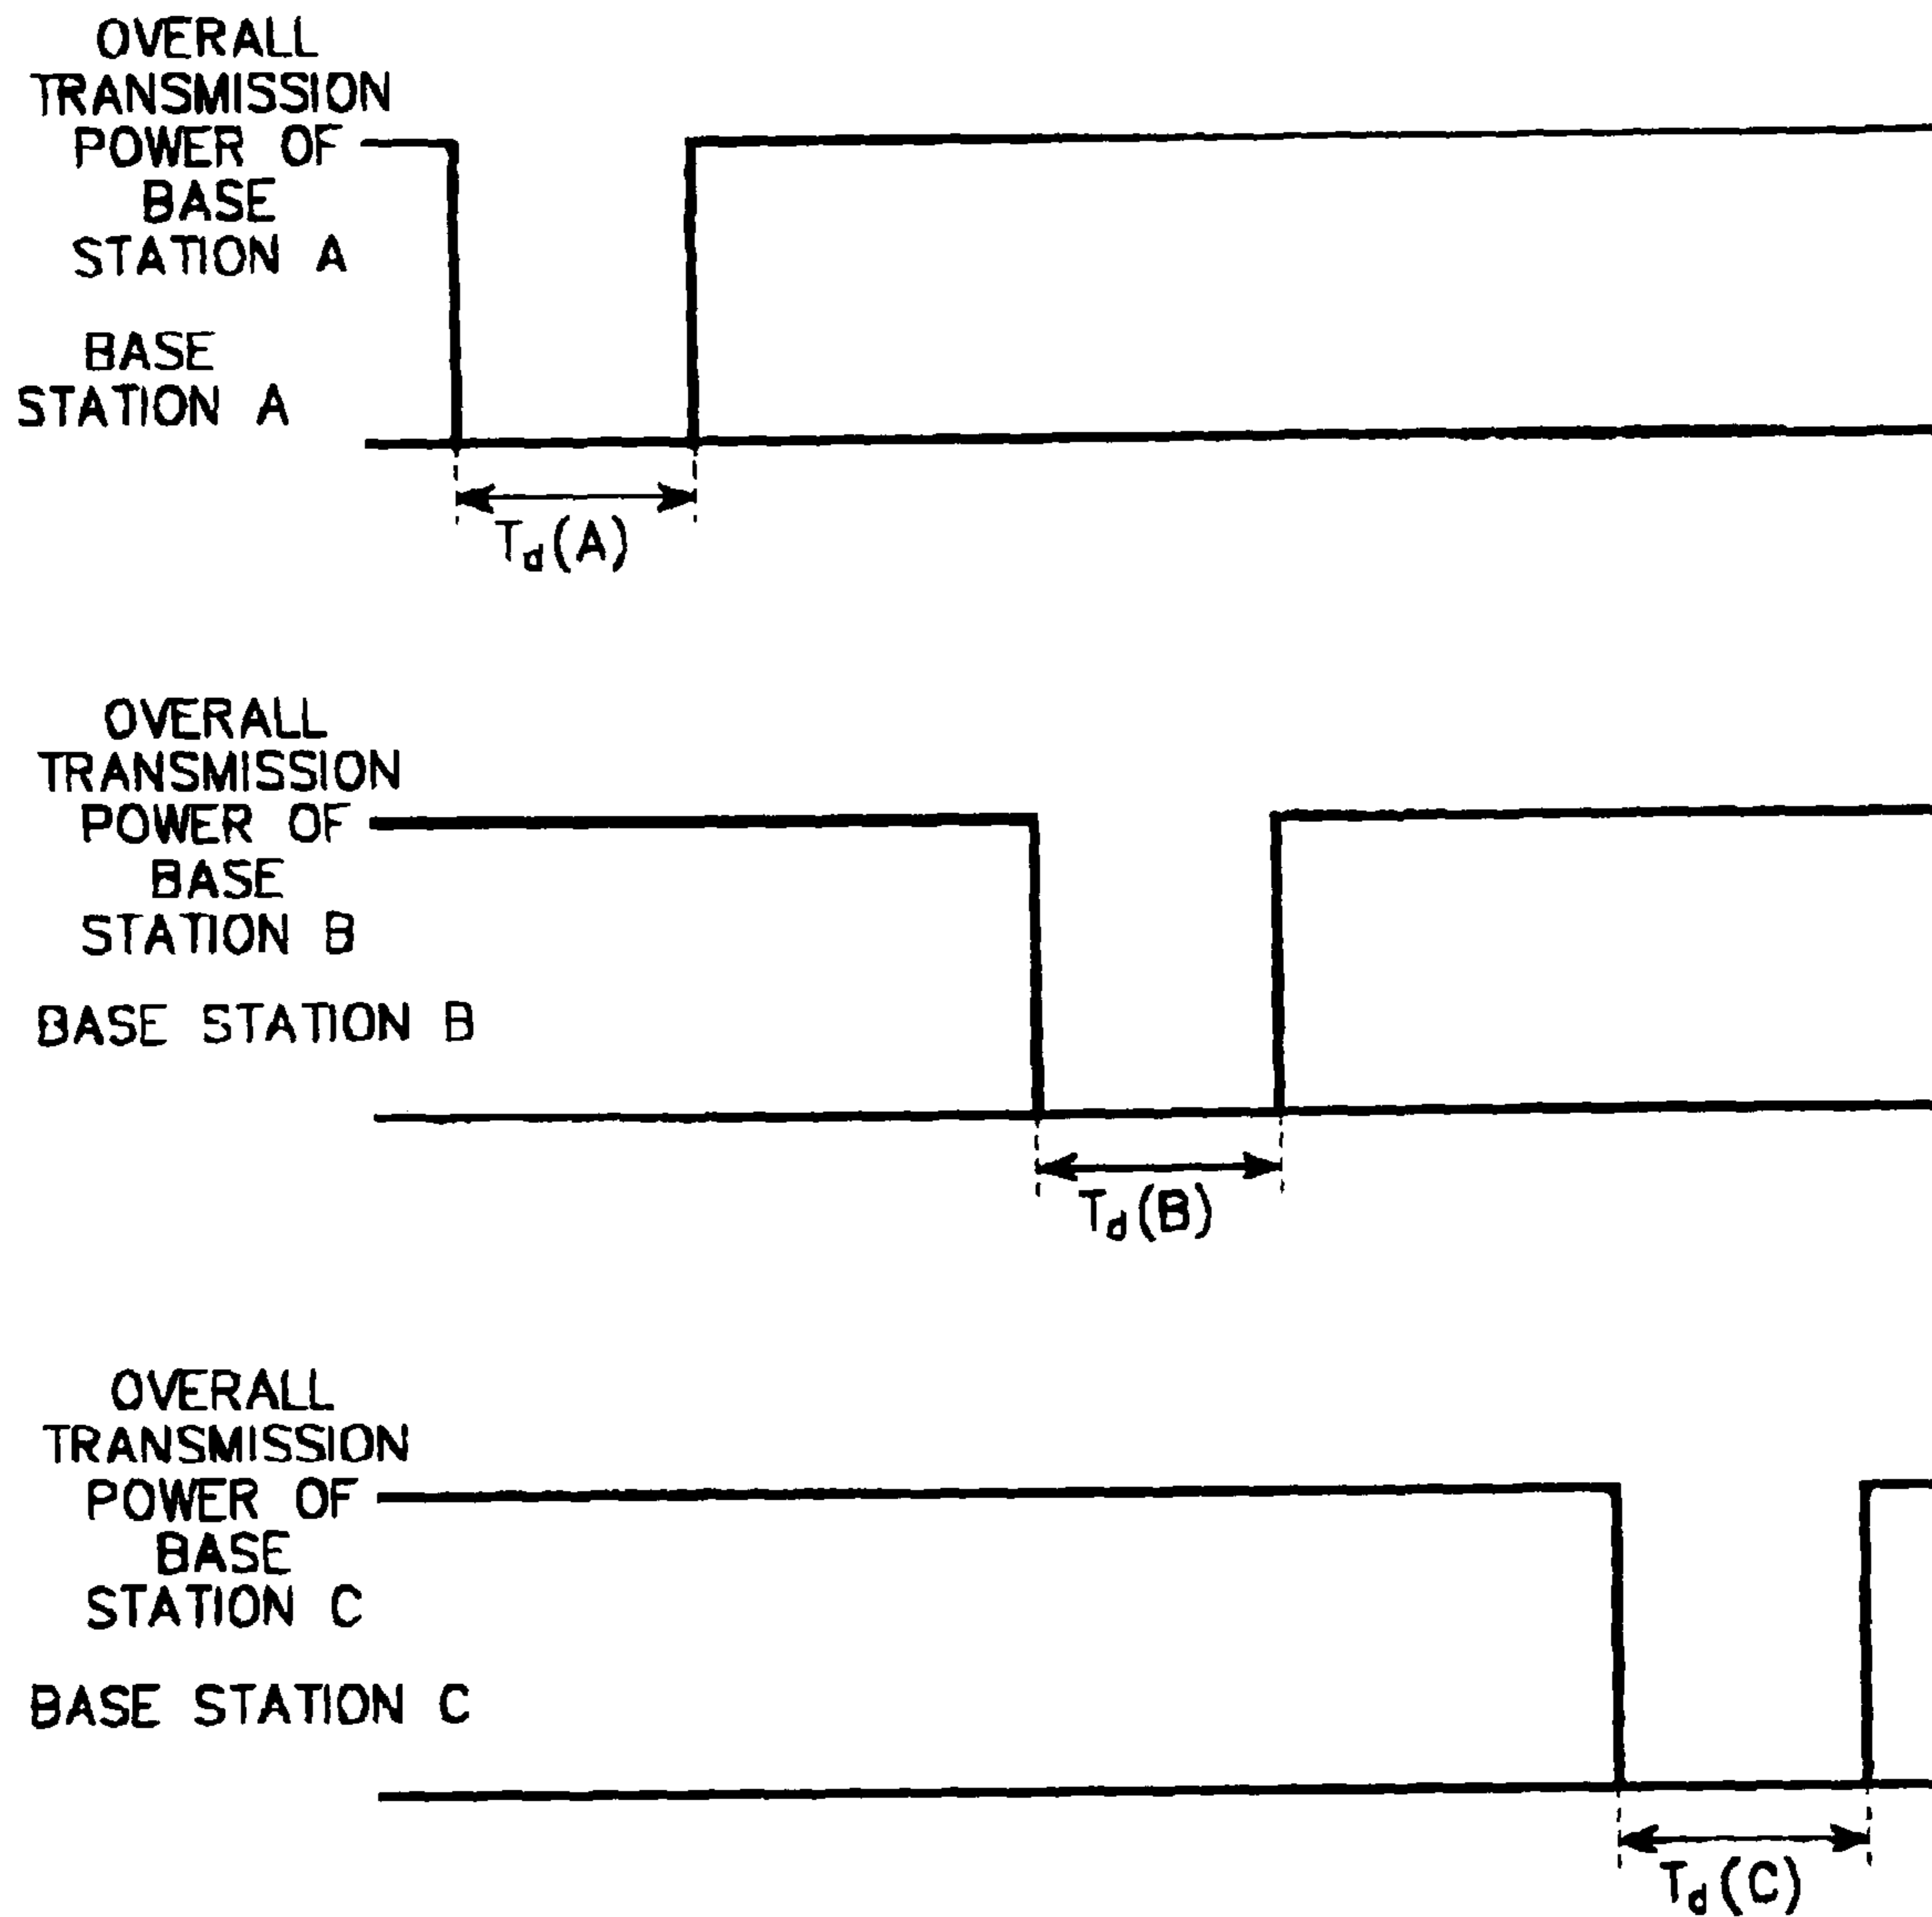 OVERALL
TRANSMISSION
POWER OF
BASE
STATION A
BASE
STATION A
Td(A)
OVERALL
TRANSMISSION
POWER OF
BASE
STATION B
BASE STATION B
Td(B)
OVERALL
TRANSMISSION
POWER OF
BASE
STATION C
BASE STATION C
Td(C)